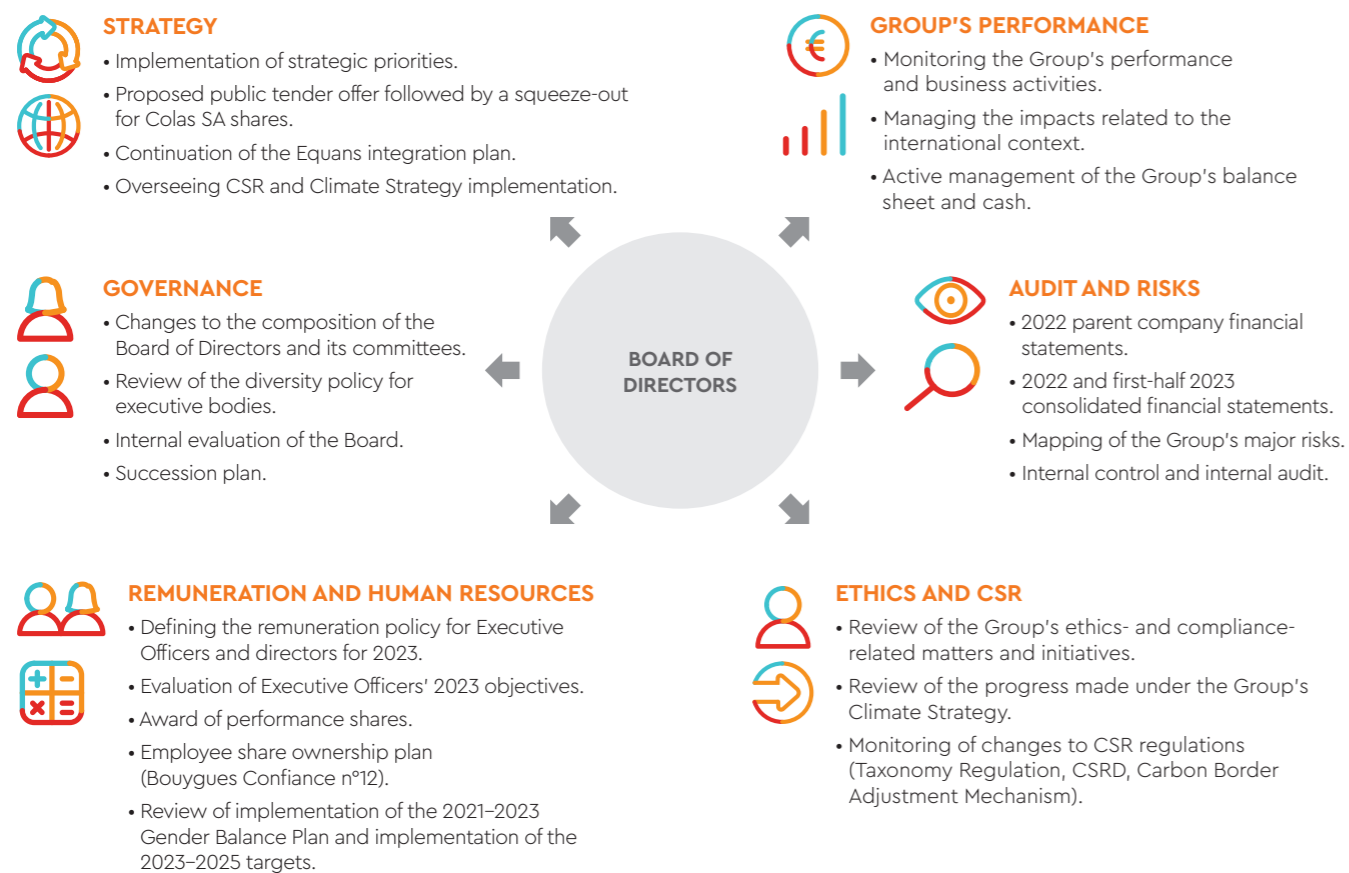 STRATEGY
• Implementation of strategic priorities.
• Proposed public tender offer followed by a squeeze-out
for Colas SA shares.
• Continuation of the Equans integration plan.
• Overseeing CSR and Climate Strategy implementation.
GROUP'S PERFORMANCE
• Monitoring the Group's performance
and business activities.
• Managing the impacts related to the
international context.
• Active management of the Group's balance
sheet and cash.
GOVERNANCE
• Changes to the composition of the
Board of Directors and its committees.
• Review of the diversity policy for
executive bodies.
• Internal evaluation of the Board.
• Succession plan.
BOARD OF
DIRECTORS
AUDIT AND RISKS
• 2022 parent company financial
statements.
• 2022 and first-half 2023
consolidated financial statements.
• Mapping of the Group's major risks.
• Internal control and internal audit.
REMUNERATION AND HUMAN RESOURCES
• Defining the remuneration policy for Executive
Officers and directors for 2023.
• Evaluation of Executive Officers' 2023 objectives.
• Award of performance shares.
• Employee share ownership plan
(Bouygues Confiance n°12).
• Review of implementation of the 2021–2023
Gender Balance Plan and implementation of the
2023–2025 targets.
ETHICS AND CSR
• Review of the Group's ethics- and compliance-
related matters and initiatives.
• Review of the progress made under the Group's
Climate Strategy.
• Monitoring of changes to CSR regulations
(Taxonomy Regulation, CSRD, Carbon Border
Adjustment Mechanism).